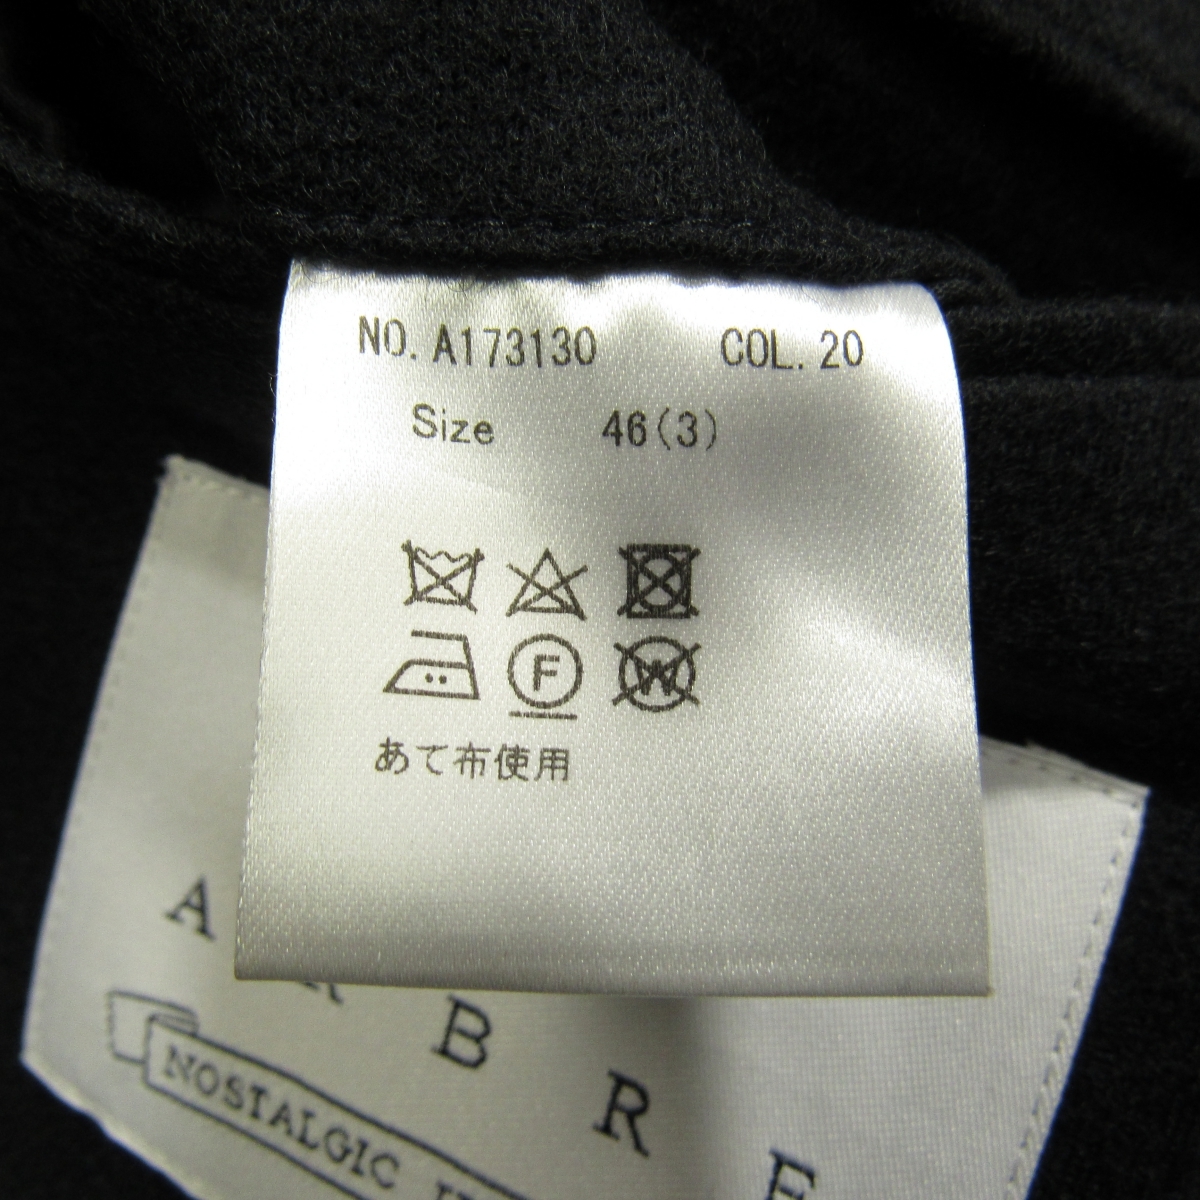 NO. A173130 COL. 20
Size 46(3)
F W
あて布使用
A R B R E
NOSTALGIC